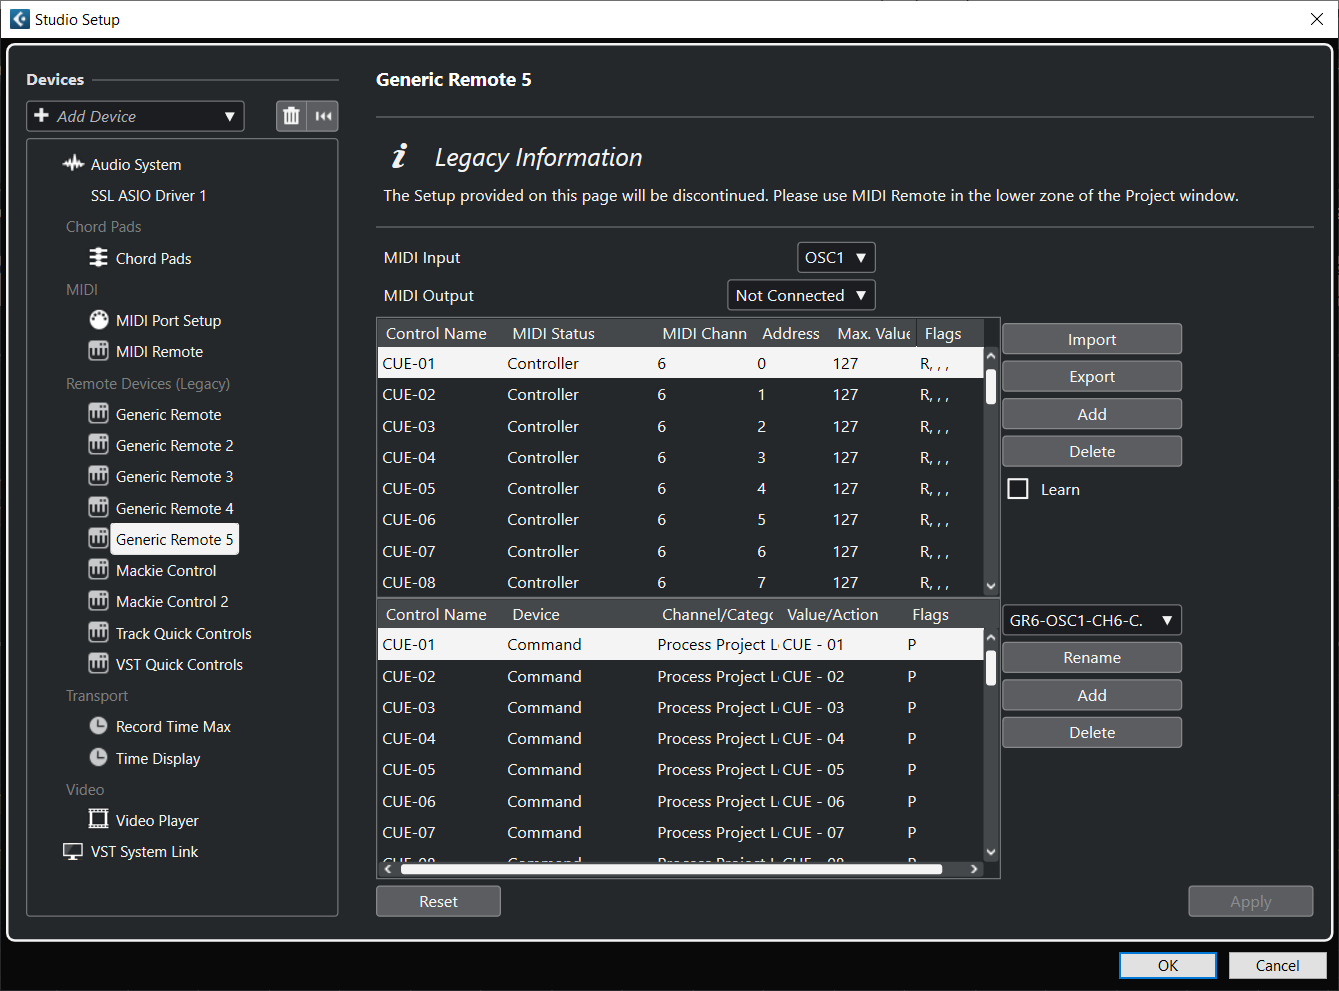 Studio Setup
Devices
Add Device
Audio System
SSL ASIO Driver 1
Chord Pads
Chord Pads
MIDI
MIDI Port Setup
MIDI Remote
Remote Devices (Legacy)
Generic Remote
Generic Remote 2
Generic Remote 3
Generic Remote 4
Generic Remote 5
Mackie Control
Mackie Control 2
Track Quick Controls
VST Quick Controls
Transport
Record Time Max
Time Display
Video
Video Player
VST System Link
Generic Remote 5
Legacy Information
The Setup provided on this page will be discontinued. Please use MIDI Remote in the lower zone of the Project window.
MIDI Input OSC1
MIDI Output Not Connected
Control Name MIDI Status MIDI Chann Address Max. Value Flags
CUE-01 Controller 6 0 127 R, , ,
CUE-02 Controller 6 1 127 R, , ,
CUE-03 Controller 6 2 127 R, , ,
CUE-04 Controller 6 3 127 R, , ,
CUE-05 Controller 6 4 127 R, , ,
CUE-06 Controller 6 5 127 R, , ,
CUE-07 Controller 6 6 127 R, , ,
CUE-08 Controller 6 7 127 R, , ,
Import
Export
Add
Delete
Learn
Control Name Device Channel/Catego Value/Action Flags
CUE-01 Command Process Project L CUE - 01 P
CUE-02 Command Process Project L CUE - 02 P
CUE-03 Command Process Project L CUE - 03 P
CUE-04 Command Process Project L CUE - 04 P
CUE-05 Command Process Project L CUE - 05 P
CUE-06 Command Process Project L CUE - 06 P
CUE-07 Command Process Project L CUE - 07 P
CUE-08 Command Process Project L CUE - 08 P
GR6-OSC1-CH6-C.
Rename
Add
Delete
Reset
Apply
OK
Cancel